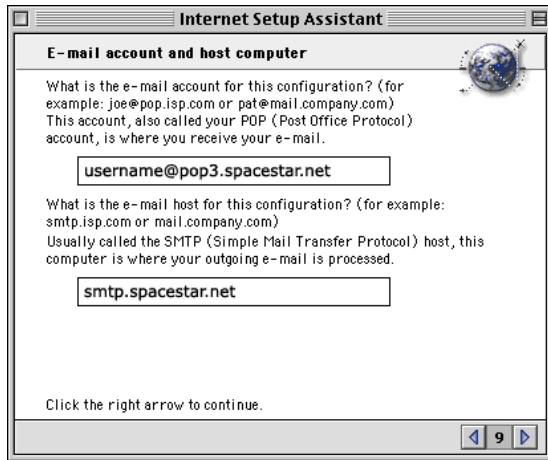 Internet Setup Assistant
E-mail account and host computer
What is the e-mail account for this configuration? (for
example: joe@pop.isp.com or pat@mail.company.com)
This account, also called your POP (Post Office Protocol)
account, is where you receive your e-mail.
username@pop3.spacestar.net
What is the e-mail host for this configuration? (for example:
smtp.isp.com or mail.company.com)
Usually called the SMTP (Simple Mail Transfer Protocol) host, this
computer is where your outgoing e-mail is processed.
smtp.spacestar.net
Click the right arrow to continue.
9